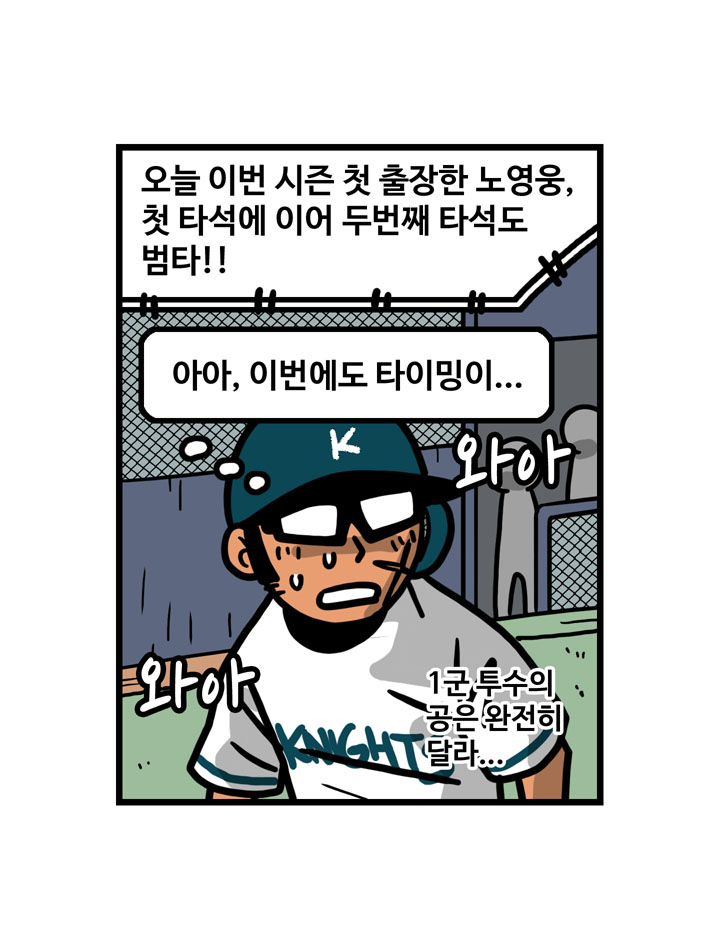 오늘 이번 시즌 첫 출장한 노영웅,
첫 타석에 이어 두번째 타석도
범타!!
아아, 이번에도 타이밍이...
K
와아
와아
1군 투수의
공은 완전히
달라...
KNIGHTS